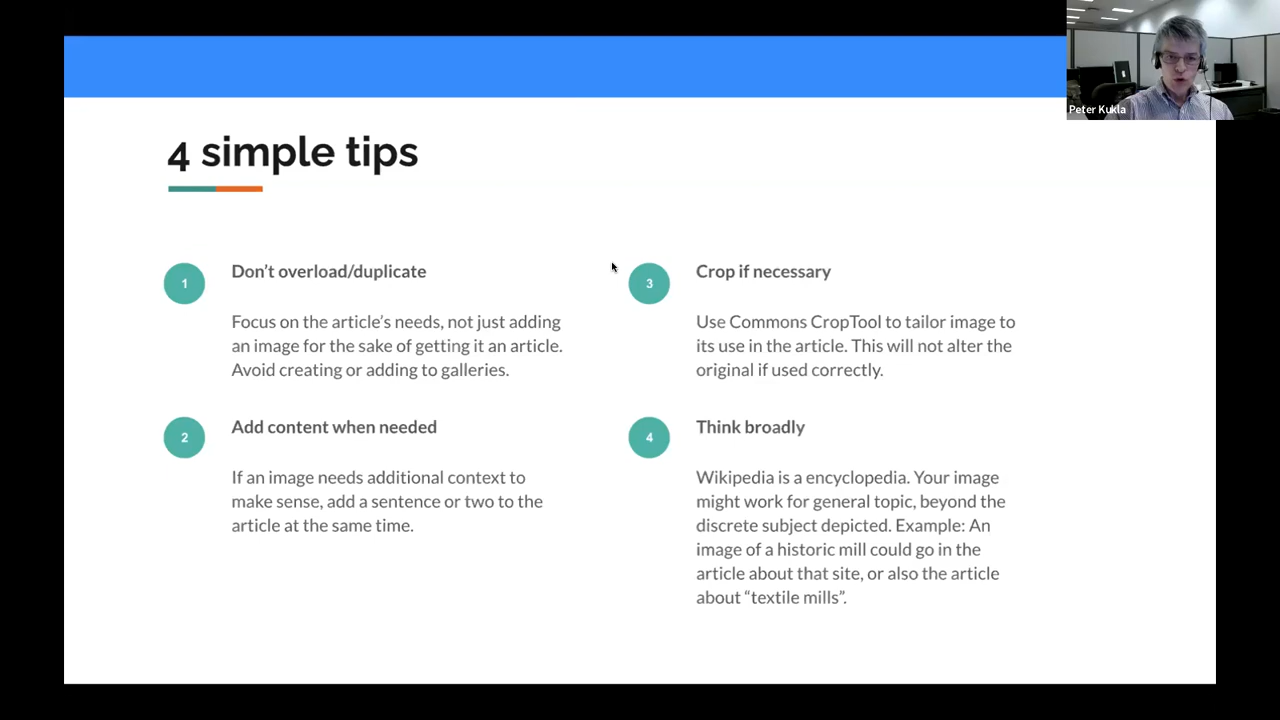 Peter Kukla
4 simple tips
1
Don’t overload/duplicate
Focus on the article’s needs, not just adding
an image for the sake of getting it an article.
Avoid creating or adding to galleries.
2
Add content when needed
If an image needs additional context to
make sense, add a sentence or two to the
article at the same time.
3
Crop if necessary
Use Commons CropTool to tailor image to
its use in the article. This will not alter the
original if used correctly.
4
Think broadly
Wikipedia is a encyclopedia. Your image
might work for general topic, beyond the
discrete subject depicted. Example: An
image of a historic mill could go in the
article about that site, or also the article
about “textile mills”.